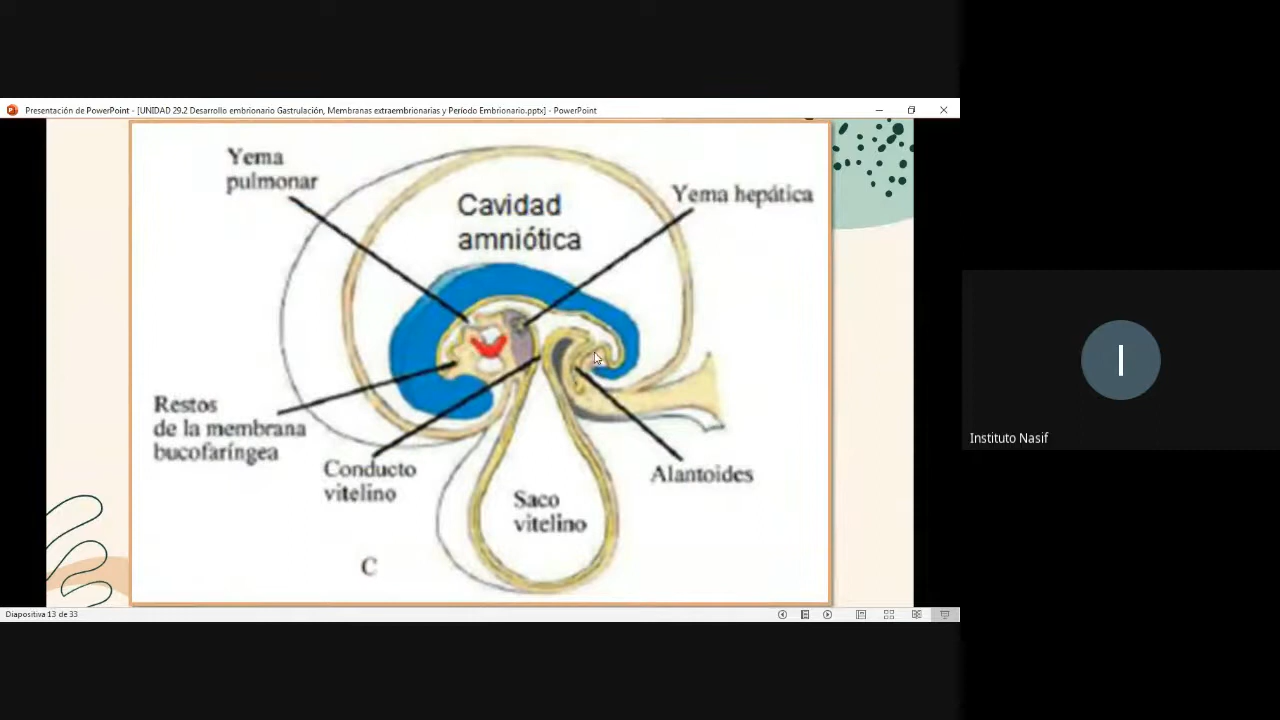 Presentación de PowerPoint - [UNIDAD 29.2 Desarrollo embrionario Gastrulación, Membranas extraembrionarias y Período Embrionario.pptx] - PowerPoint
Yema
pulmonar
Cavidad
amniótica
Yema hepática
Restos
de la membrana
bucofaríngea
Conducto
vitelino
Saco
vitelino
Alantoides
C
Diapositiva 13 de 33
I
Instituto Nasif